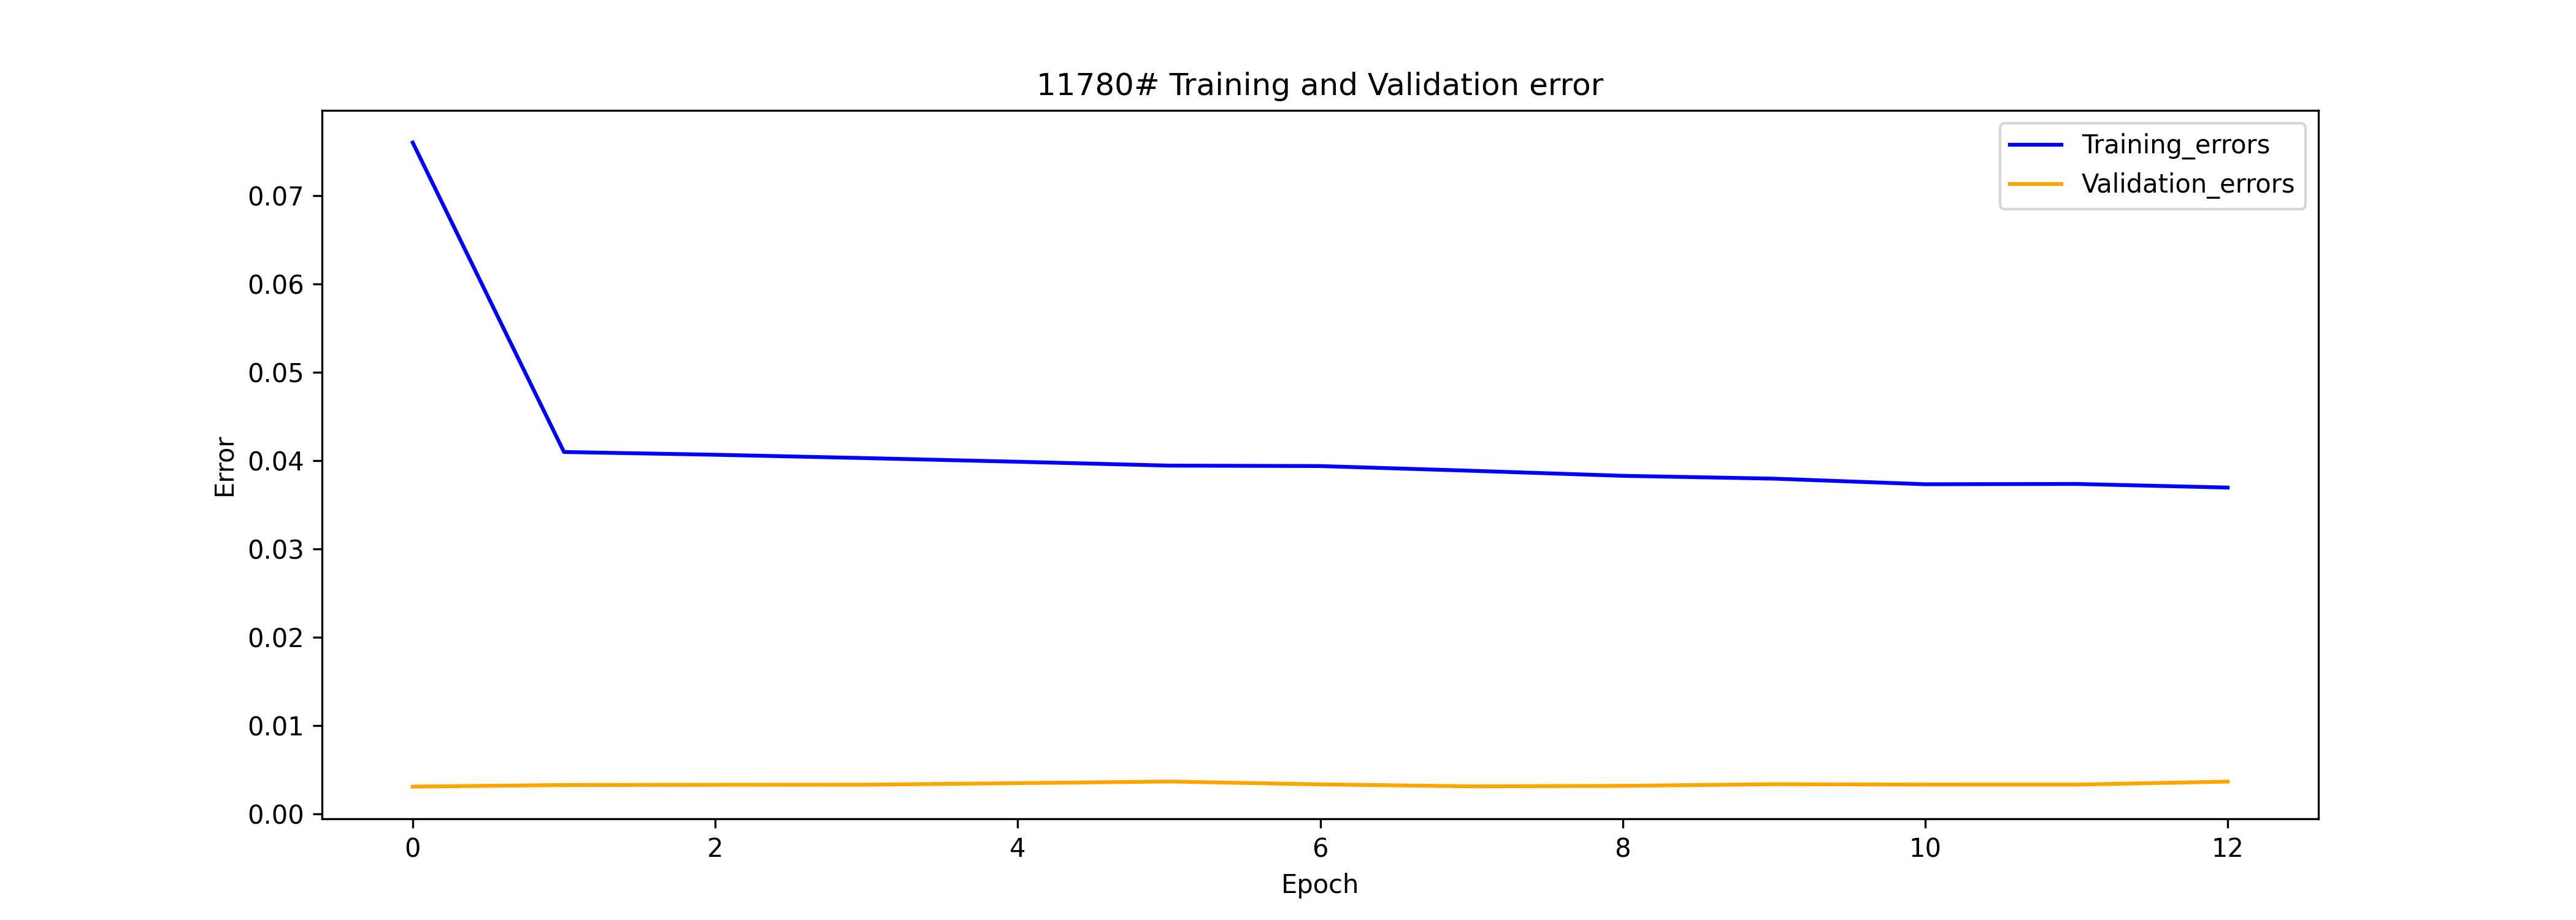 11780# Training and Validation error
Training_errors
Validation_errors
0.07
0.06
0.05
0.04
0.03
0.02
0.01
0.00
Error
0 2 4 6 8 10 12
Epoch